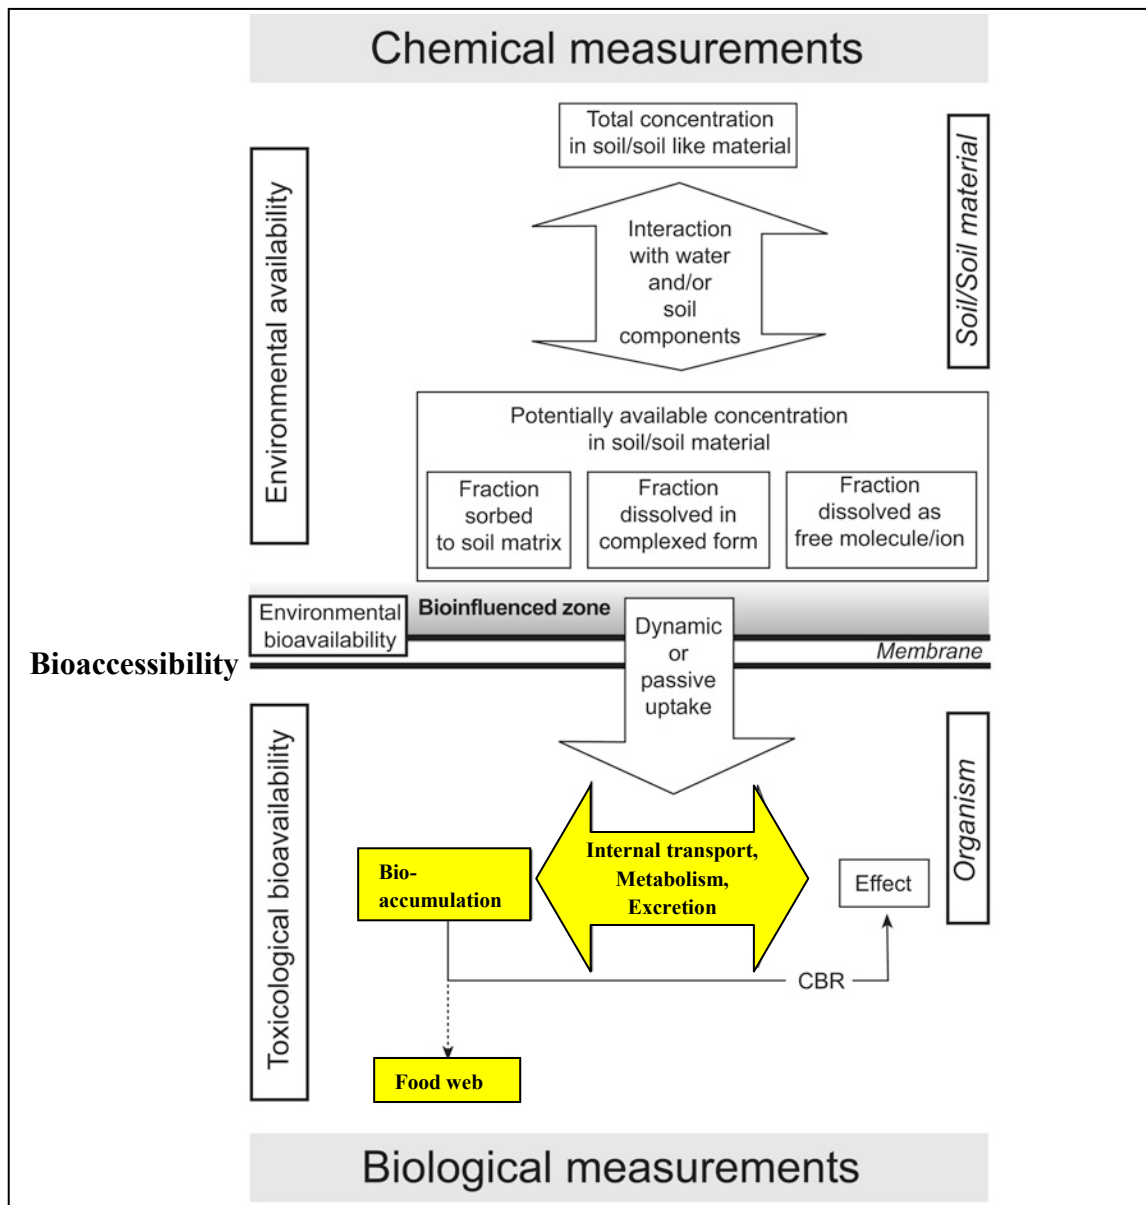 Chemical measurements
Total concentration
in soil/soil like material
Environmental availability
Soil/Soil material
Interaction
with water
and/or
soil
components
Potentially available concentration
in soil/soil material
Fraction
sorbed
to soil matrix
Fraction
dissolved in
complexed form
Fraction
dissolved as
free molecule/ion
Environmental
bioavailability
Bioinfluenced zone
Dynamic
or
passive
uptake
Membrane
Bioaccessibility
Toxicological bioavailability
Organism
Bio-
accumulation
Internal transport,
Metabolism,
Excretion
Effect
CBR
Food web
Biological measurements